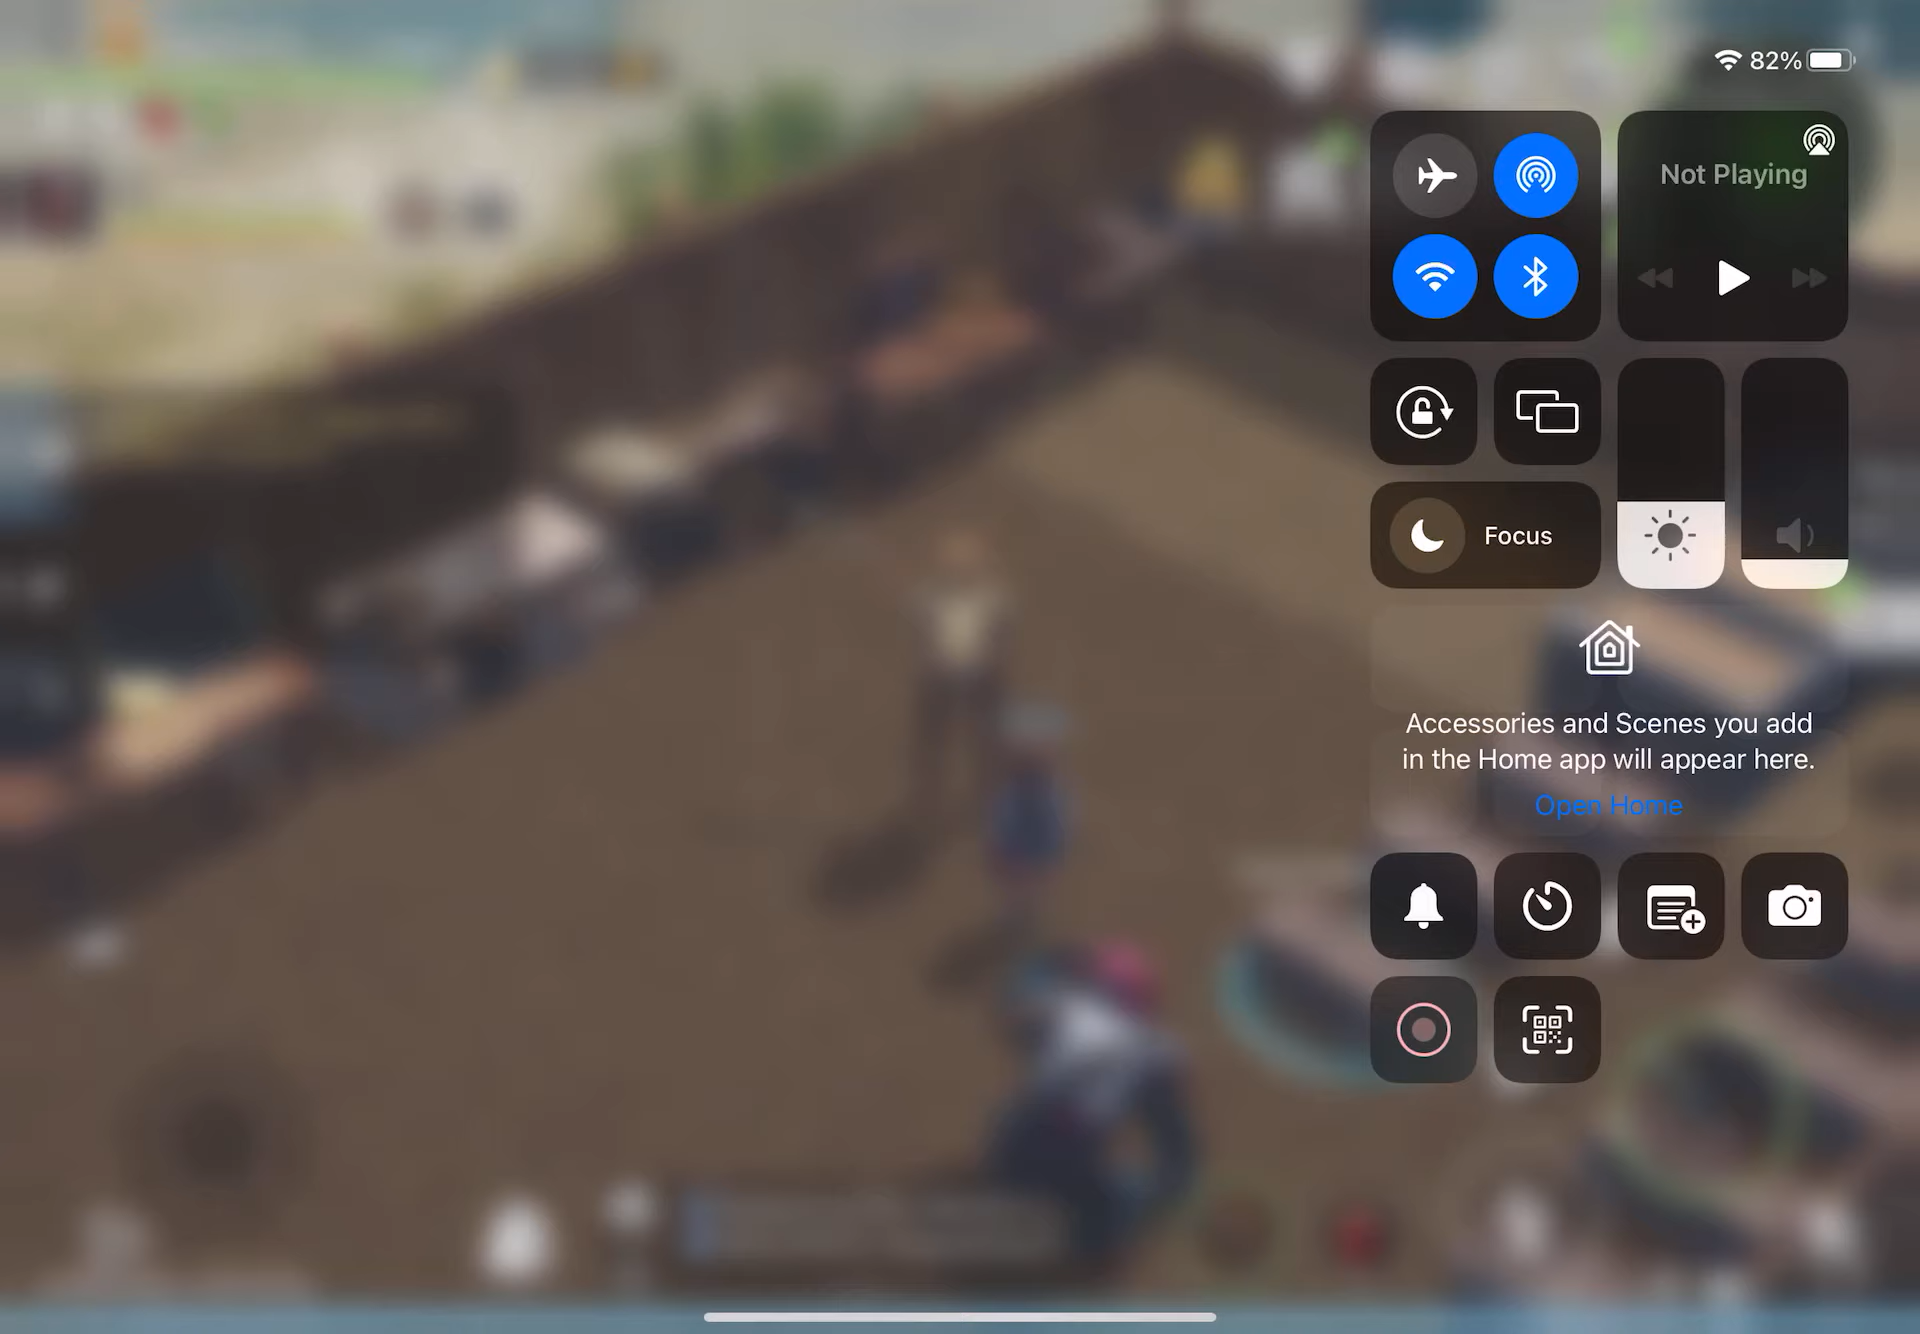 82%
Not Playing
Focus
Accessories and Scenes you add
in the Home app will appear here.
Open Home